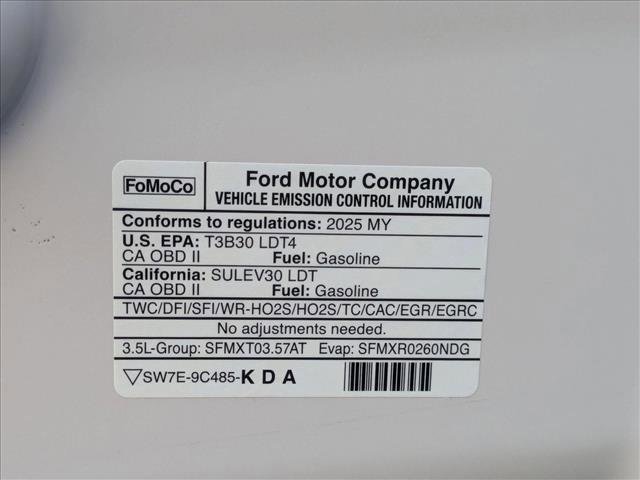 FoMoCo
Ford Motor Company
VEHICLE EMISSION CONTROL INFORMATION
Conforms to regulations: 2025 MY
U.S. EPA: T3B30 LDT4
CA OBD II Fuel: Gasoline
California: SULEV30 LDT
CA OBD II Fuel: Gasoline
TWC/DFI/SFI/WR-HO2S/HO2S/TC/CAC/EGR/EGRC
No adjustments needed.
3.5L-Group: SFMXT03.57AT Evap: SFMXR0260NDG
SW7E-9C485-K D A